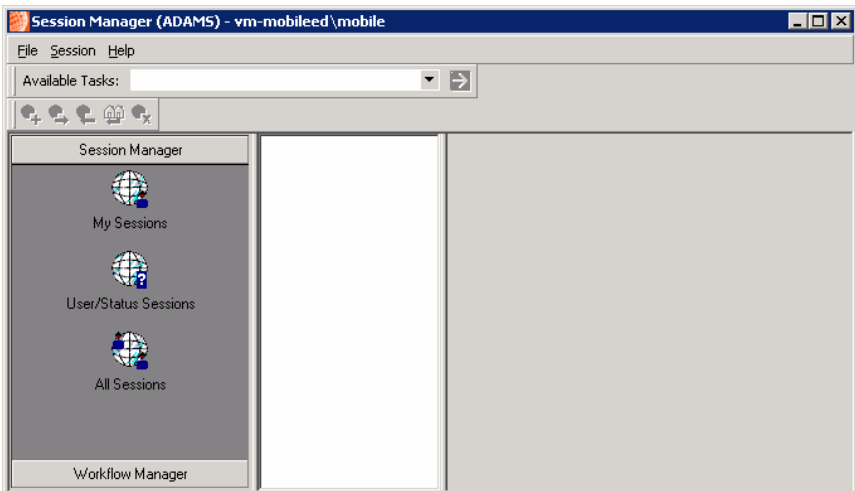 Session Manager (ADAMS) - vm-mobileed\mobile
File Session Help
Available Tasks:
Session Manager
My Sessions
User/Status Sessions
All Sessions
Workflow Manager